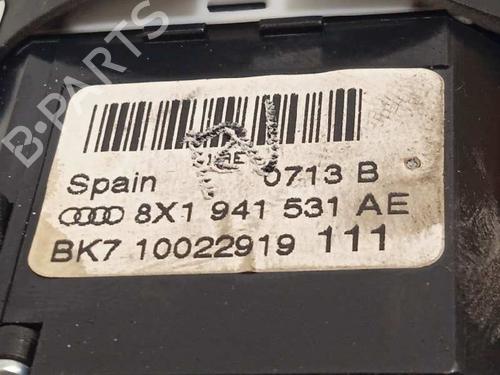 B-PARTS
Spain 0713 B
8X1 941 531 AE
BK7 10022919 111